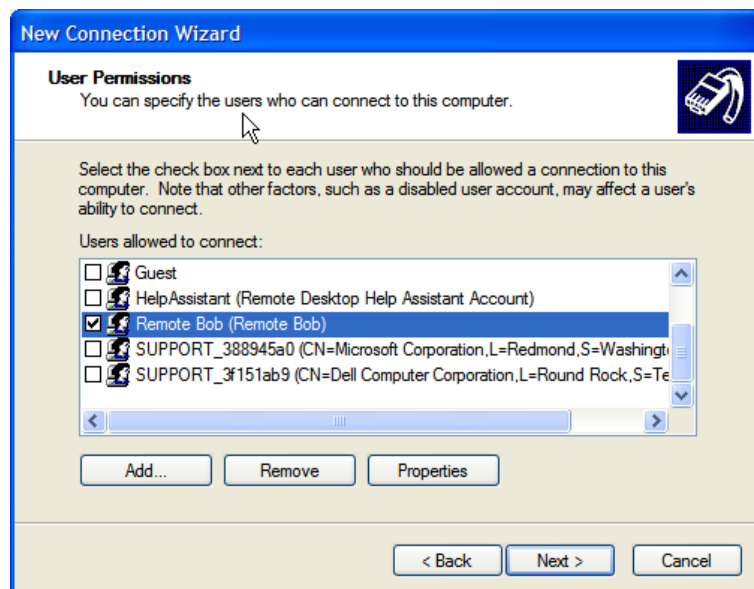 New Connection Wizard
User Permissions
You can specify the users who can connect to this computer.
Select the check box next to each user who should be allowed a connection to this
computer. Note that other factors, such as a disabled user account, may affect a user's
ability to connect.
Users allowed to connect:
Guest
HelpAssistant (Remote Desktop Help Assistant Account)
Remote Bob (Remote Bob)
SUPPORT_388945a0 (CN=Microsoft Corporation,L=Redmond,S=Washingt
SUPPORT_3f151ab9 (CN=Dell Computer Corporation,L=Round Rock,S=Te
Add... Remove Properties
< Back Next > Cancel